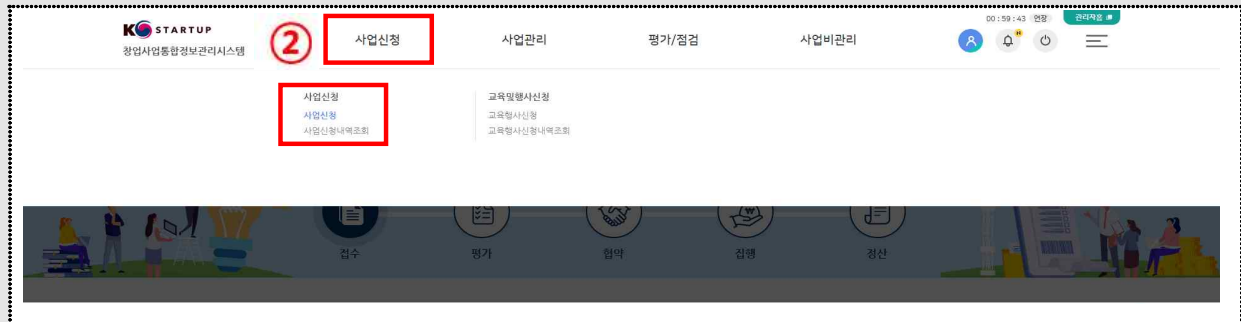 00:59:43 연장 관리자용
K STARTUP
창업사업통합정보관리시스템
② 사업신청 사업관리 평가/점검 사업비관리
사업신청 교육및행사신청
사업신청 교육행사신청
사업신청내역조회 교육행사신청내역조회
접수 평가 협약 집행 정산